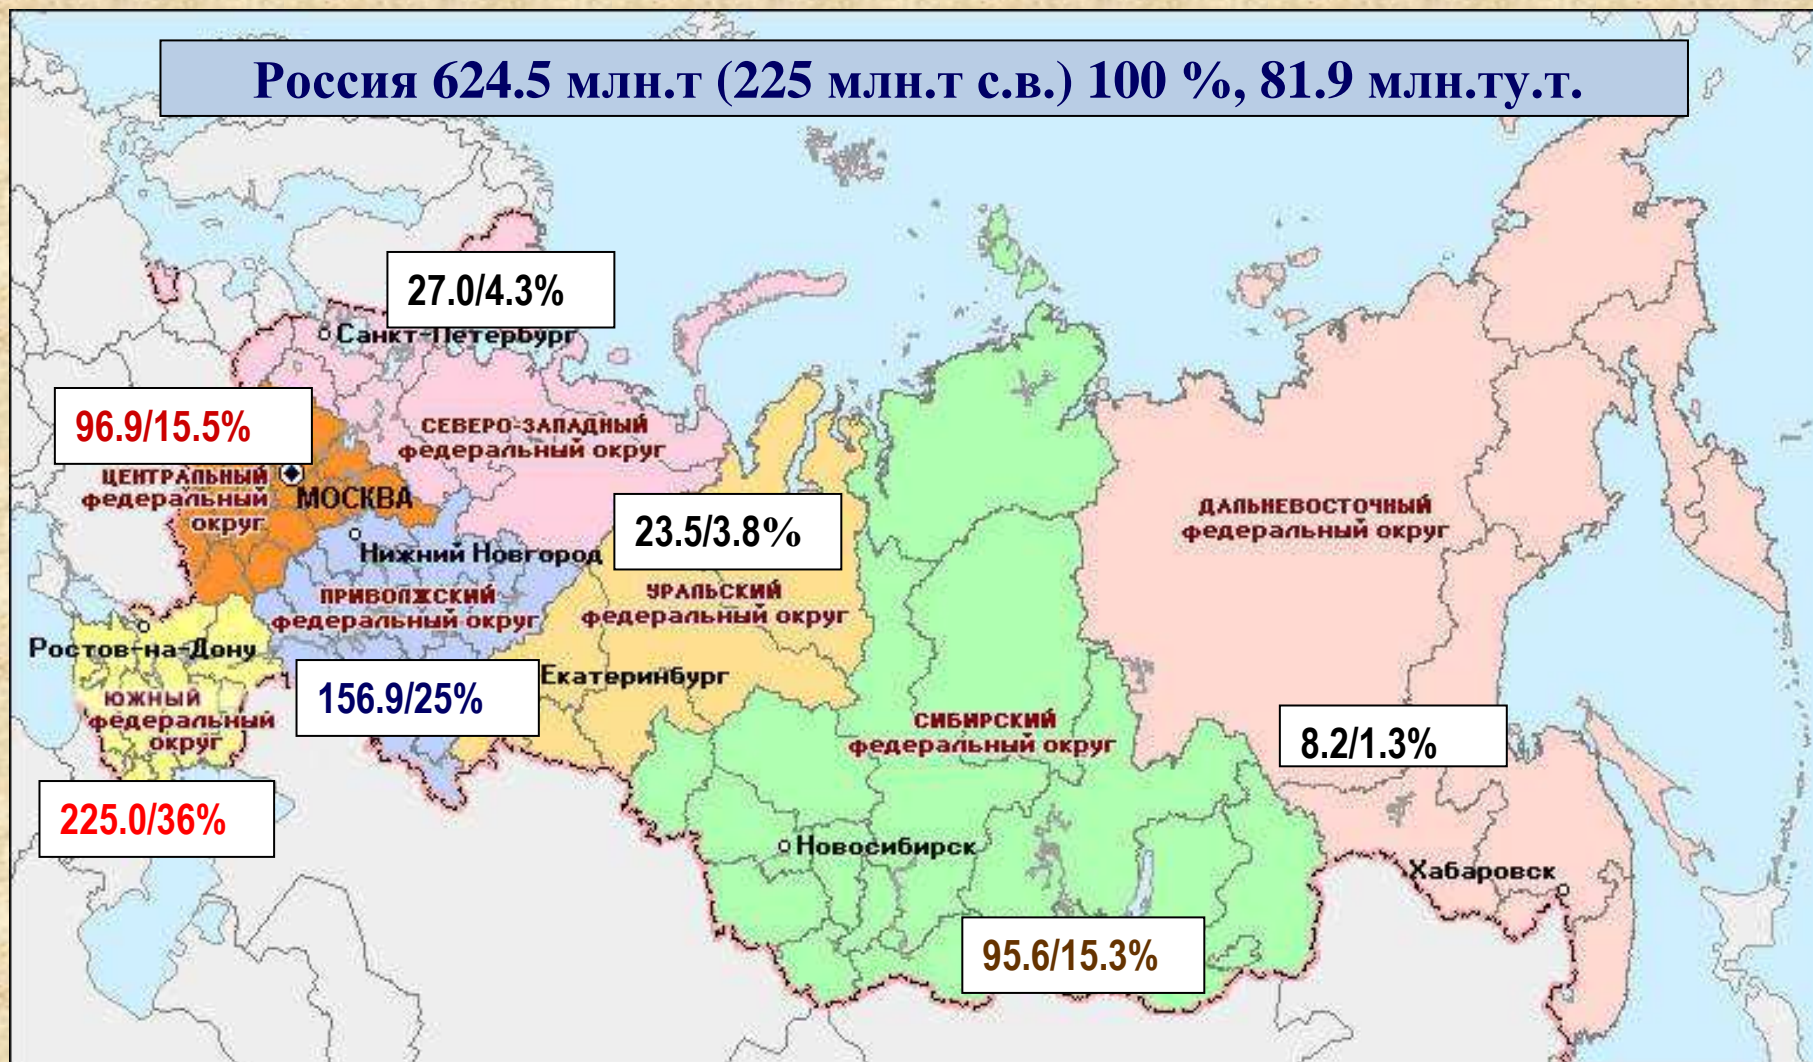 Россия 624.5 млн.т (225 млн.т с.в.) 100 %, 81.9 млн.ту.т.
27.0/4.3%
Санкт-Петербург
96.9/15.5%
СЕВЕРО-ЗАПАДНЫЙ
федеральный округ
ЦЕНТРАЛЬНЫЙ
федеральный
округ
МОСКВА
ДАЛЬНЕВОСТОЧНЫЙ
федеральный округ
23.5/3.8%
Нижний Новгород
ПРИВОЛЖСКИЙ
федеральный округ
УРАЛЬСКИЙ
федеральный округ
Ростов-на-Дону
156.9/25%
Екатеринбург
ЮЖНЫЙ
федеральный
округ
СИБИРСКИЙ
федеральный округ
8.2/1.3%
225.0/36%
Новосибирск
Хабаровск
95.6/15.3%